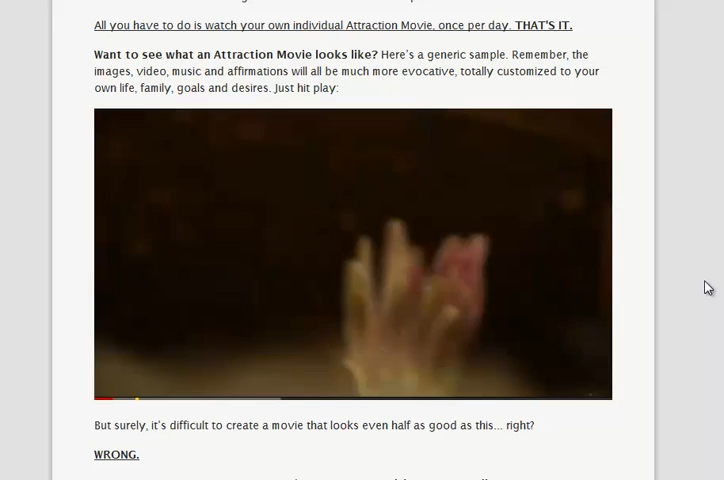 All you have to do is watch your own individual Attraction Movie, once per day. THAT'S IT.
Want to see what an Attraction Movie looks like? Here's a generic sample. Remember, the
images, video, music and affirmations will all be much more evocative, totally customized to your
own life, family, goals and desires. Just hit play:
But surely, it's difficult to create a movie that looks even half as good as this... right?
WRONG.